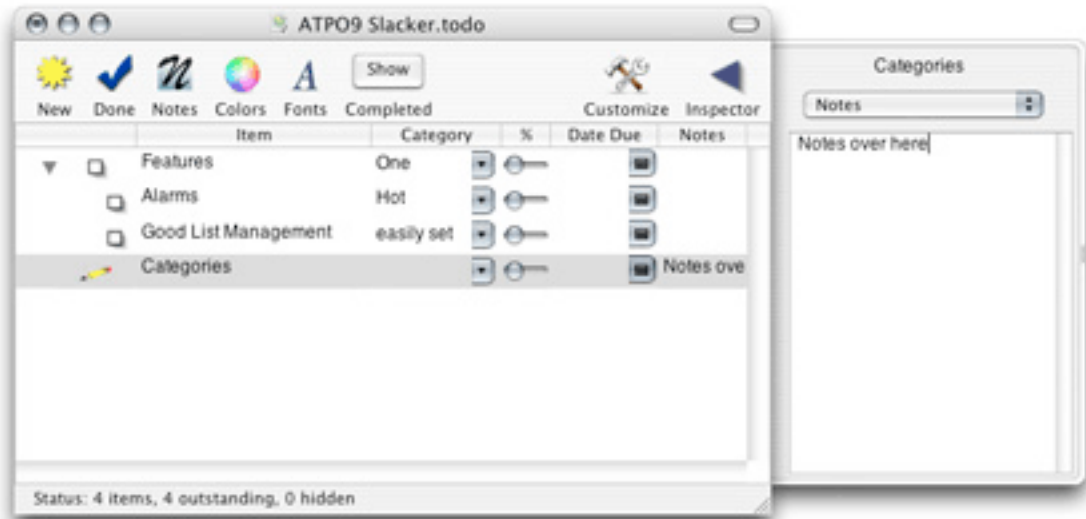 ATPO9 Slacker.todo
Show
New Done Notes Colors Fonts Completed Customize Inspector
Item Category % Date Due Notes
Features One
Alarms Hot
Good List Management easily set
Categories Notes ove
Status: 4 items, 4 outstanding, 0 hidden
Categories
Notes
Notes over here